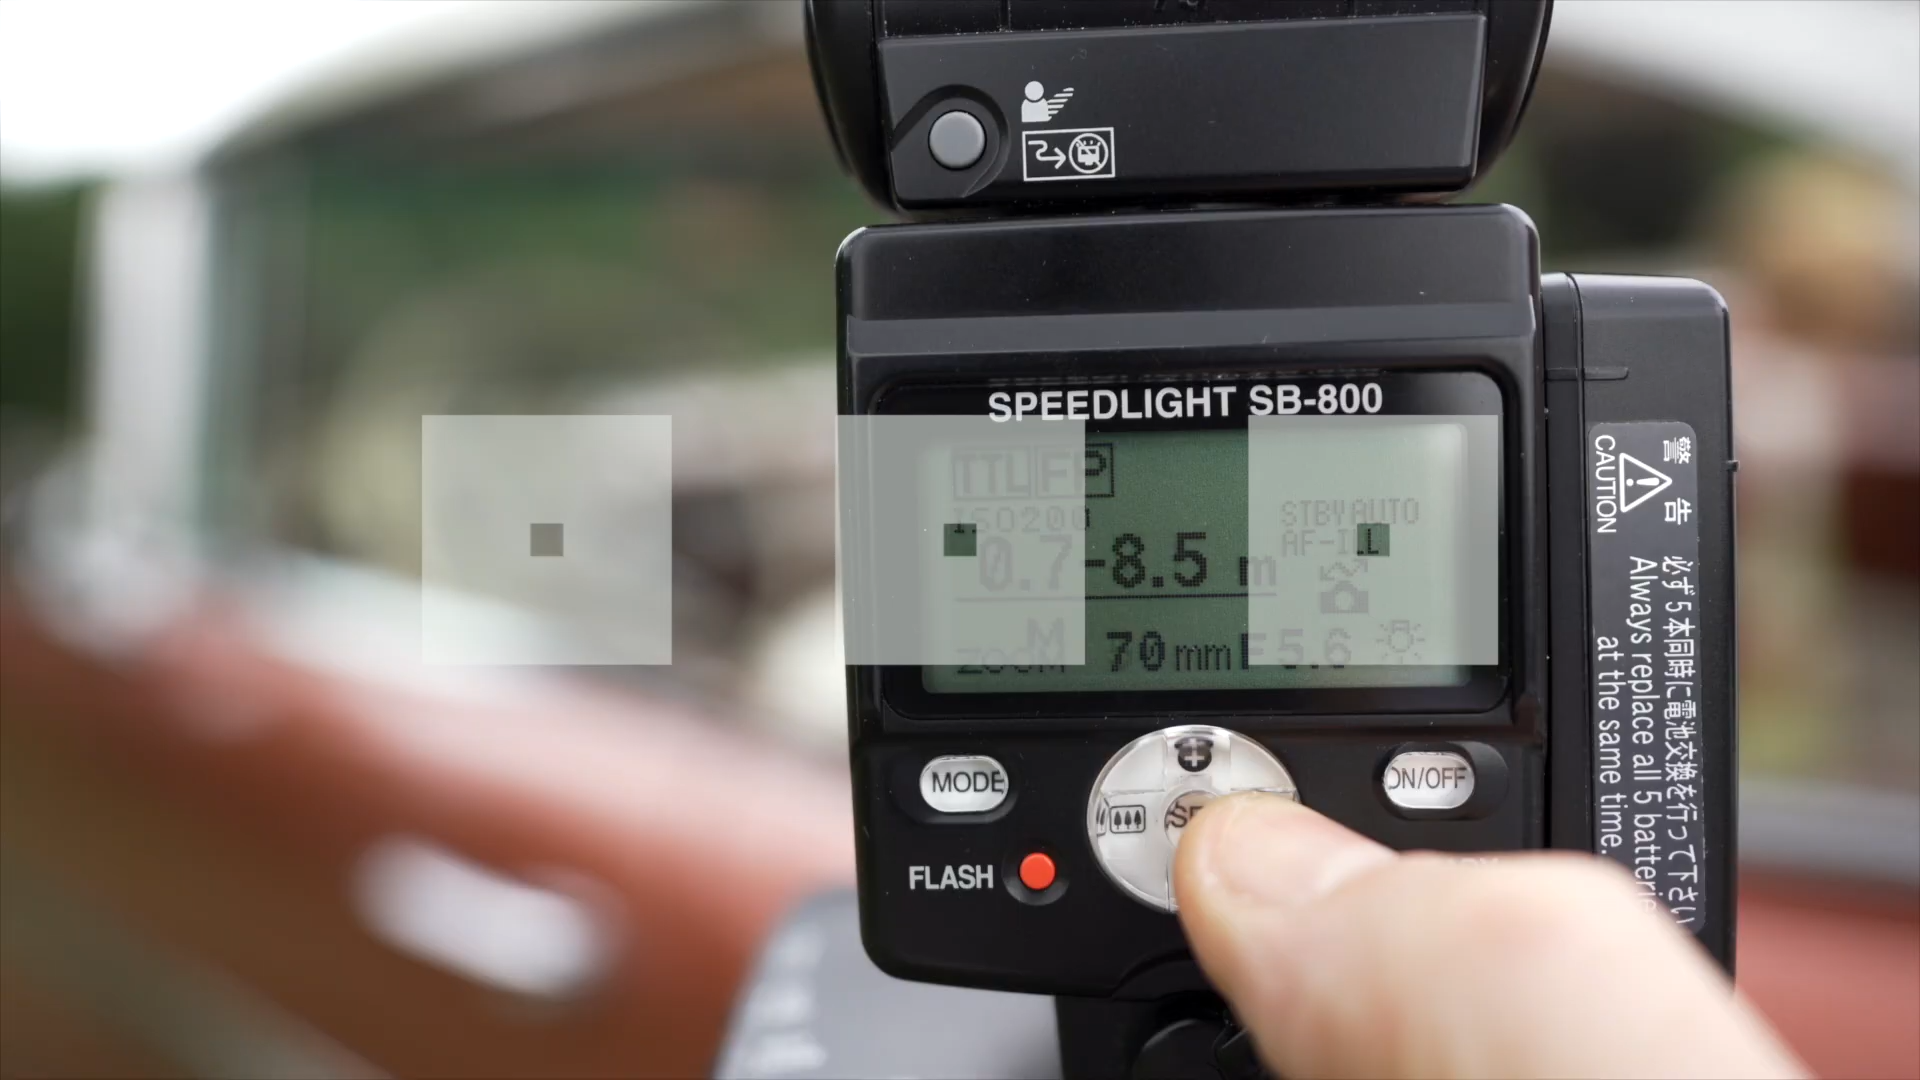 SPEEDLIGHT SB-800
TTL FP
ISO200
STBY AUTO
AF-ILL
0.7-8.5 m
M
ZOOM 70mm F5.6
MODE
ON/OFF
FLASH
警告
CAUTION
必ず5本同時に電池交換を行って下さい
Always replace all 5 batterie
at the same time.